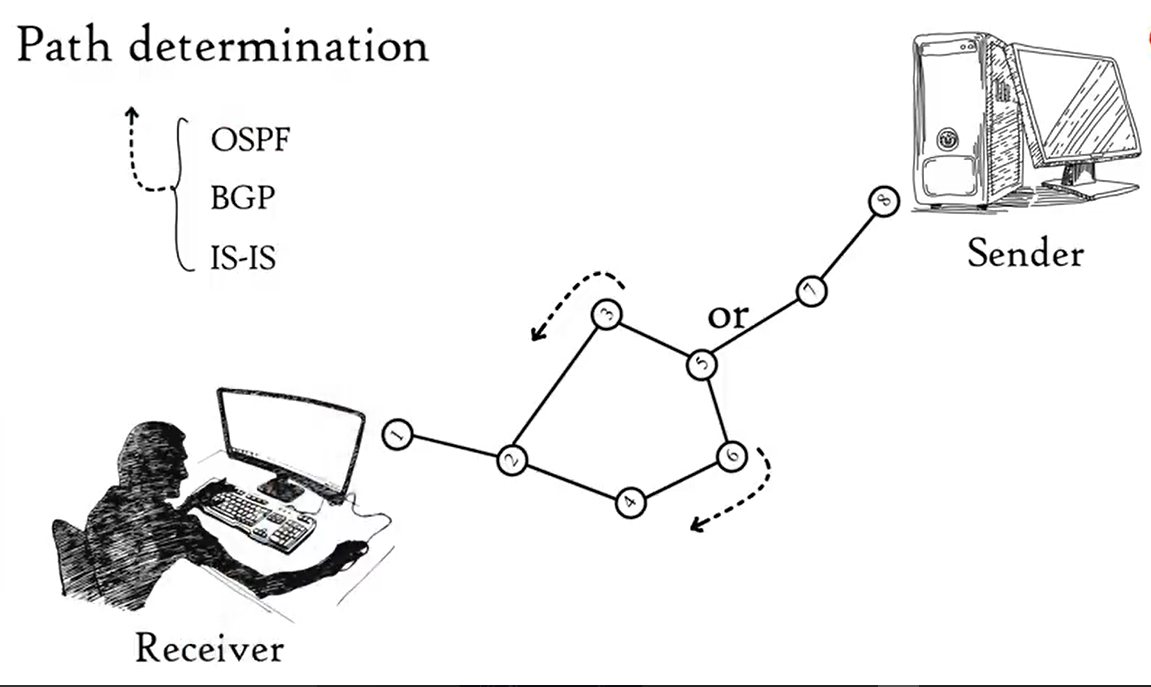 Path determination
OSPF
BGP
IS-IS
8
Sender
7
3
or
5
1
2
6
4
Receiver